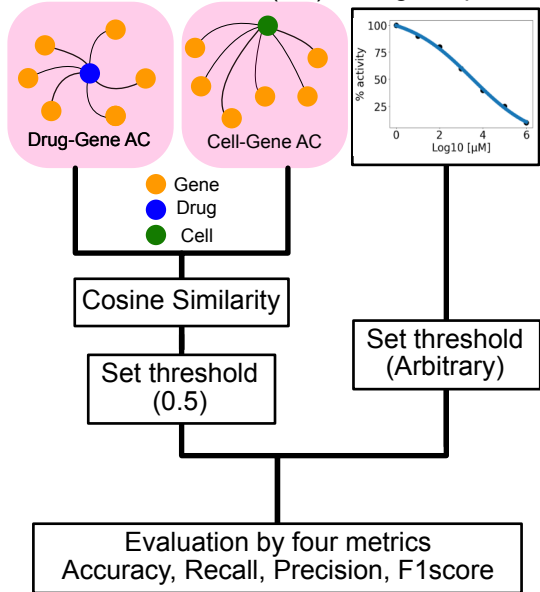 Drug-Gene AC
Cell-Gene AC
100
75
50
25
% activity
0
2
4
6
Log10 [µM]
Gene
Drug
Cell
Cosine Similarity
Set threshold
(0.5)
Set threshold
(Arbitrary)
Evaluation by four metrics
Accuracy, Recall, Precision, F1score